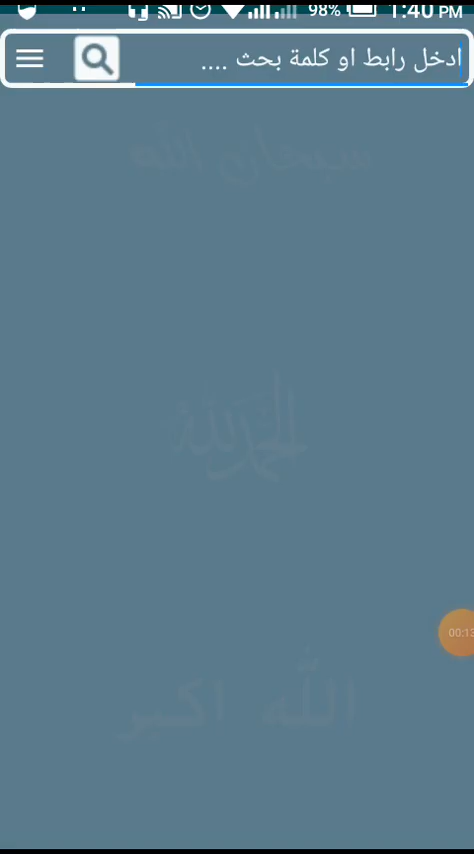 98% 1:40 PM
ادخل رابط او كلمة بحث ....
سبحان الله
الحمد لله
00:13
الله اكبر